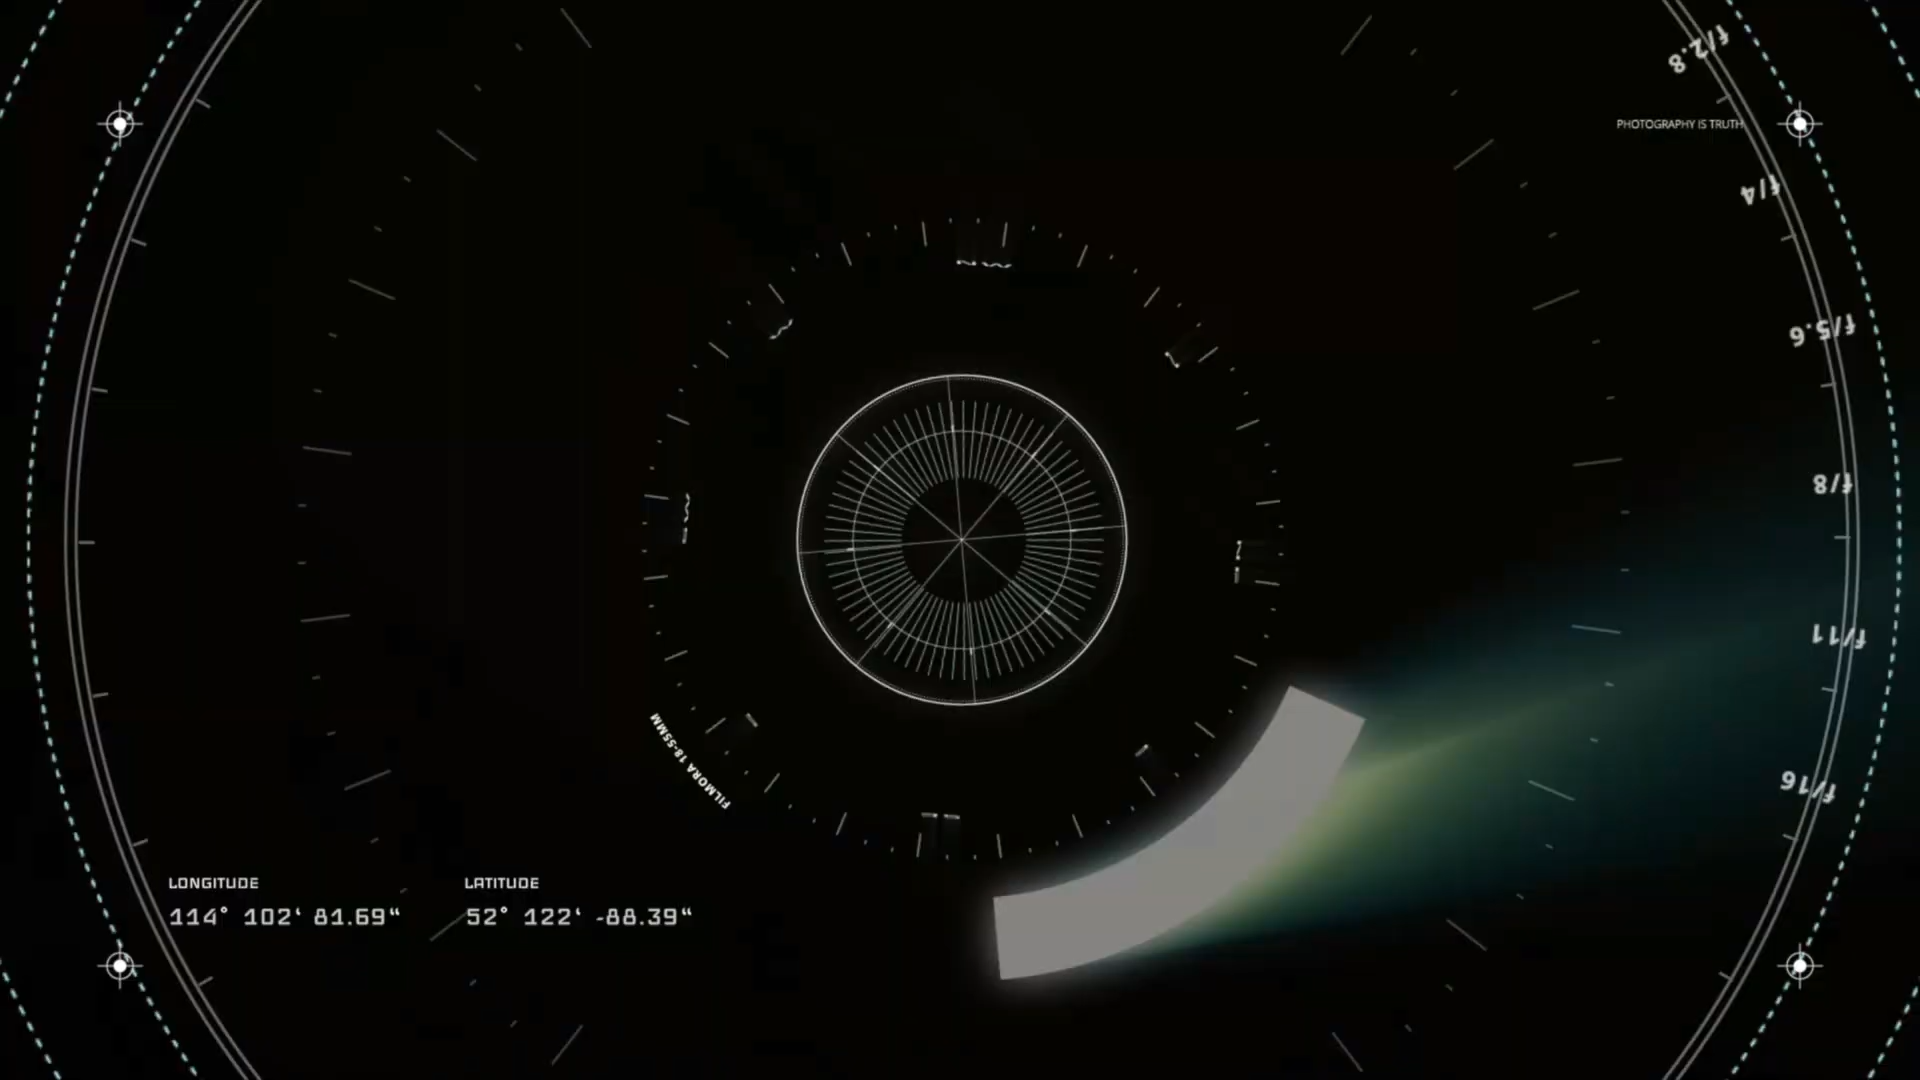 f/2.8
PHOTOGRAPHY IS TRUTH
f/4
f/5.6
f/8
f/11
f/16
FILMORA 18-55MM
LONGITUDE
114° 102‘ 81.69“
LATITUDE
52° 122‘ -88.39“